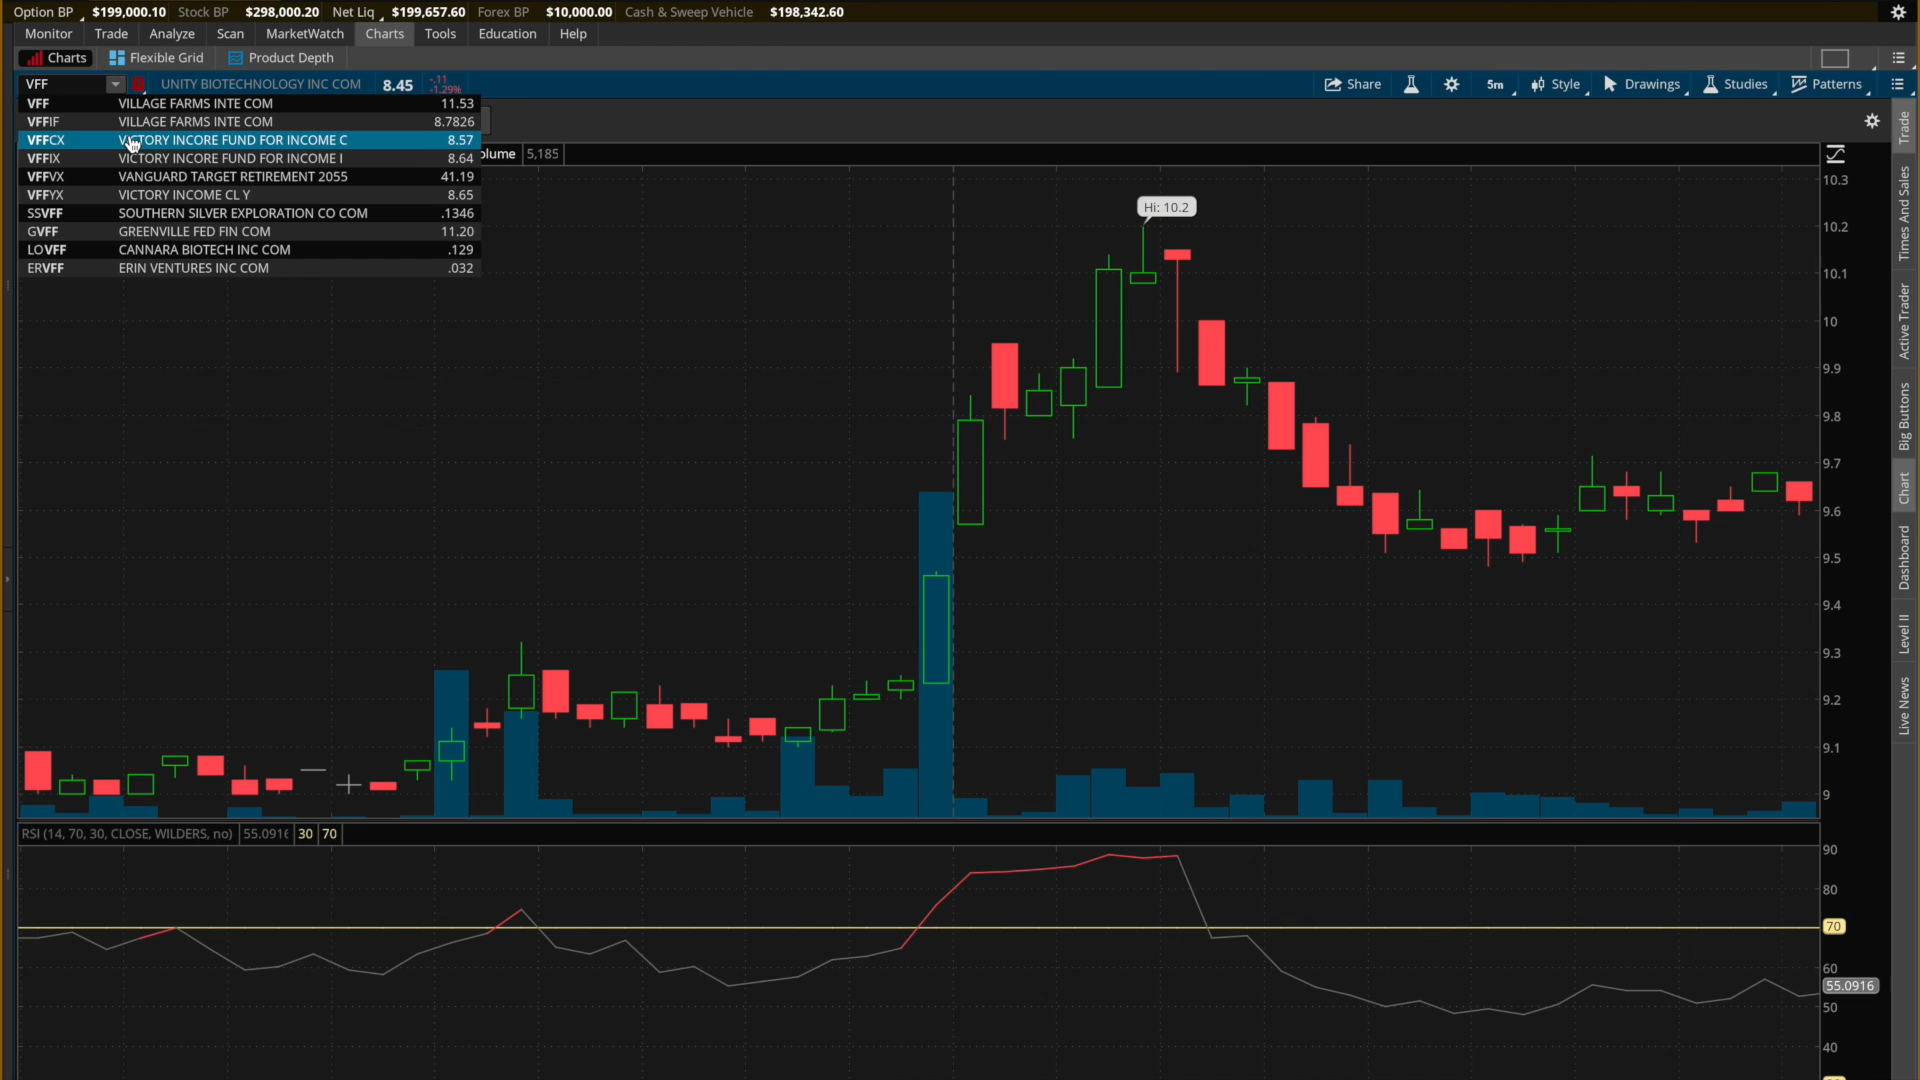 Option BP $199,000.10 Stock BP $298,000.20 Net Liq $199,657.60 Forex BP $10,000.00 Cash & Sweep Vehicle $198,342.60
Monitor Trade Analyze Scan MarketWatch Charts Tools Education Help
Charts Flexible Grid Product Depth
VFF UNITY BIOTECHNOLOGY INC COM 8.45 -.11 -1.29% Share 5m Style Drawings Studies Patterns
VFF VILLAGE FARMS INTE COM 11.53
VFFIF VILLAGE FARMS INTE COM 8.7826
VFFCX VICTORY INCORE FUND FOR INCOME C 8.57
VFFIX VICTORY INCORE FUND FOR INCOME I 8.64
VFFVX VANGUARD TARGET RETIREMENT 2055 41.19
VFFYX VICTORY INCOME CL Y 8.65
SSVFF SOUTHERN SILVER EXPLORATION CO COM .1346
GVFF GREENVILLE FED FIN COM 11.20
LOVFF CANNARA BIOTECH INC COM .129
ERVFF ERIN VENTURES INC COM .032
olume 5,185
Hi: 10.2
10.3
10.2
10.1
10
9.9
9.8
9.7
9.6
9.5
9.4
9.3
9.2
9.1
9
RSI (14, 70, 30, CLOSE, WILDERS, no) 55.0916 30 70
90
80
70
60
55.0916
50
40
Trade
Times And Sales
Active Trader
Big Buttons
Chart
Dashboard
Level II
Live News